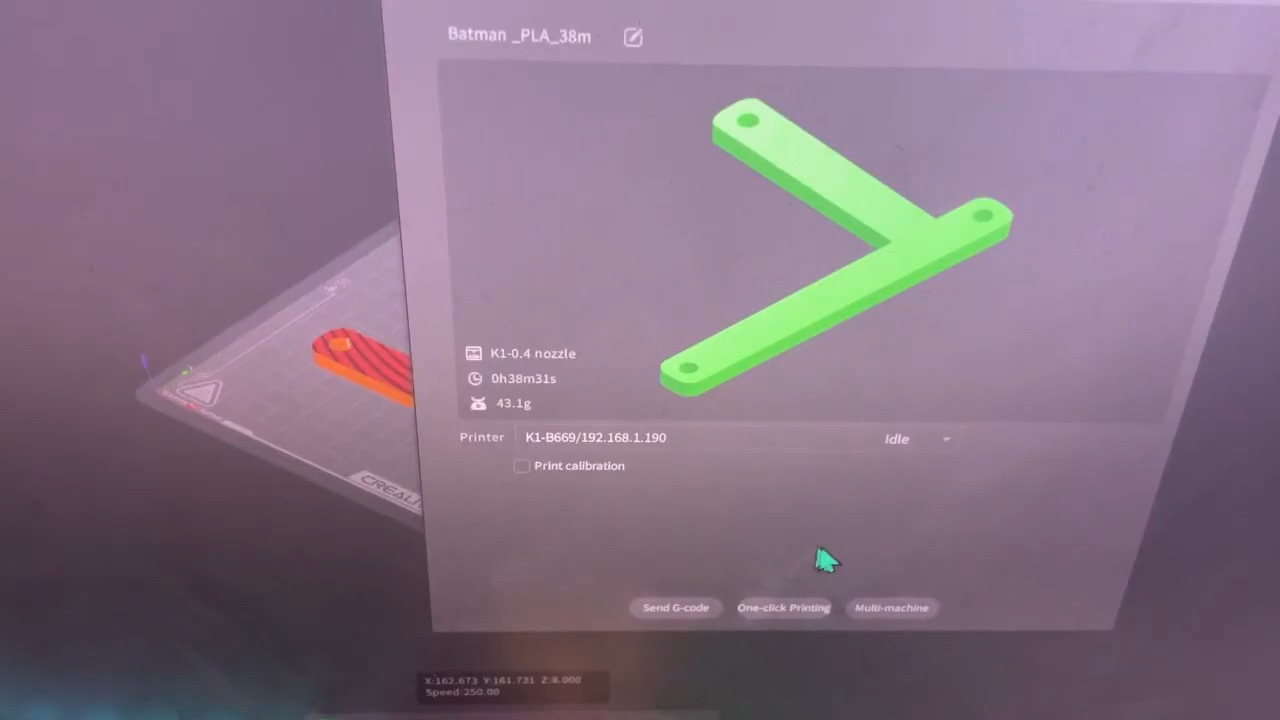 Batman _PLA_38m
K1-0.4 nozzle
0h38m31s
43.1g
Printer K1-B669/192.168.1.190 Idle
Print calibration
CREALI
Send G-code One-click Printing Multi-machine
X:162.673 Y:161.731 Z:8.000
Speed:250.00